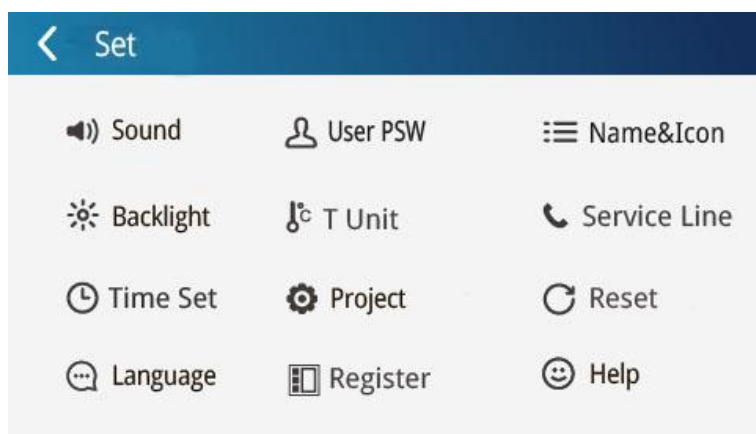 Set
Sound User PSW Name&Icon
Backlight °C T Unit Service Line
Time Set Project Reset
Language Register Help